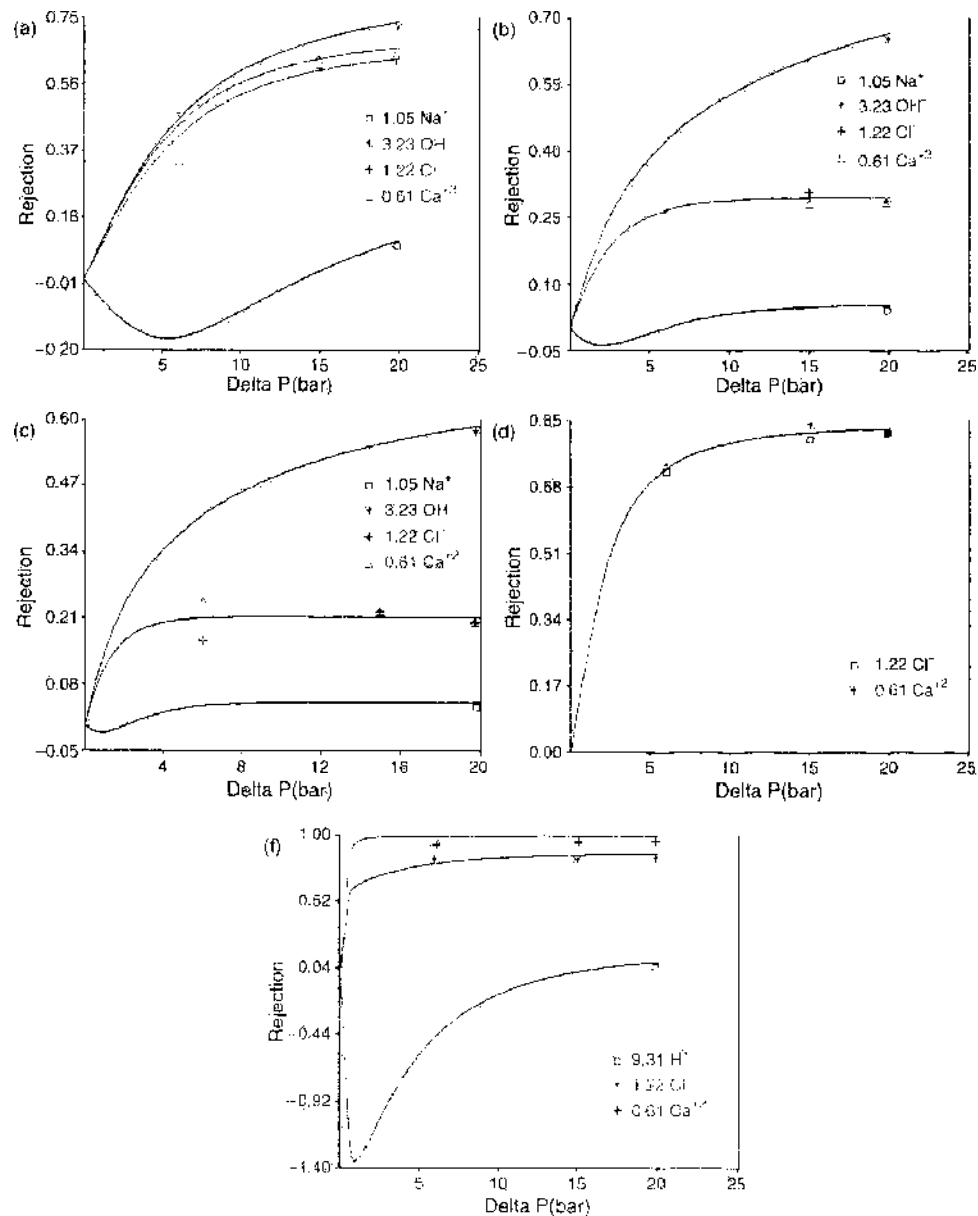 (a)
0.75
0.56
0.37
0.18
−0.01
−0.20
Rejection
5
10
15
20
25
Delta P(bar)
1.05 Na⁺
3.23 OH
1.22 Cl
0.61 Ca⁺²
(b)
0.70
0.55
0.40
0.25
0.10
−0.05
Rejection
5
10
15
20
25
Delta P(bar)
1.05 Na⁺
3.23 OH⁻
1.22 Cl⁻
0.61 Ca⁺²
(c)
0.60
0.47
0.34
0.21
0.08
−0.05
Rejection
4
8
12
16
20
Delta P(bar)
1.05 Na⁺
3.23 OH
1.22 Cl⁻
0.61 Ca⁺²
(d)
0.85
0.68
0.51
0.34
0.17
0.00
Rejection
5
10
15
20
25
Delta P(bar)
1.22 Cl⁻
0.61 Ca⁺²
(f)
1.00
0.52
0.04
−0.44
−0.92
−1.40
Rejection
5
10
15
20
25
Delta P(bar)
9.31 H⁺
1.22 Cl
0.61 Ca⁺²